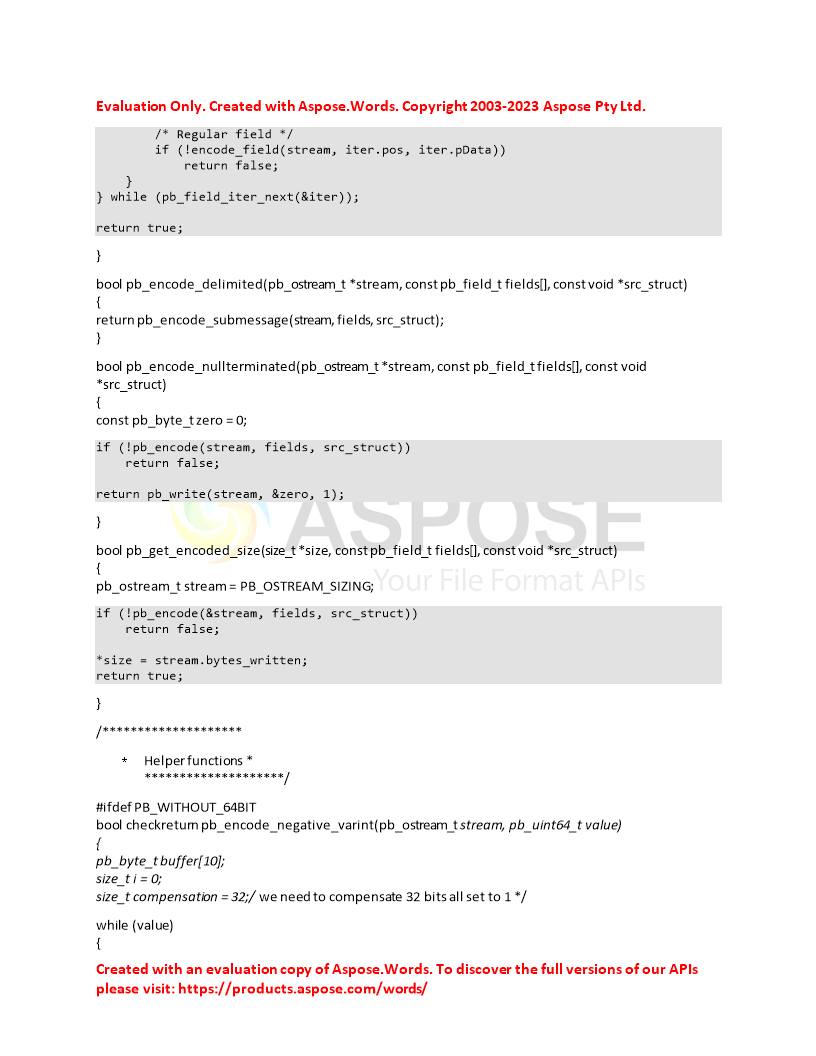 Evaluation Only. Created with Aspose.Words. Copyright 2003-2023 Aspose Pty Ltd.
        /* Regular field */
        if (!encode_field(stream, iter.pos, iter.pData))
            return false;
    }
} while (pb_field_iter_next(&iter));

return true;
}
bool pb_encode_delimited(pb_ostream_t *stream, const pb_field_t fields[], const void *src_struct)
{
return pb_encode_submessage(stream, fields, src_struct);
}
bool pb_encode_nullterminated(pb_ostream_t *stream, const pb_field_t fields[], const void
*src_struct)
{
const pb_byte_t zero = 0;
if (!pb_encode(stream, fields, src_struct))
    return false;

return pb_write(stream, &zero, 1);
}
ASPOSE
bool pb_get_encoded_size(size_t *size, const pb_field_t fields[], const void *src_struct)
{
pb_ostream_t stream = PB_OSTREAM_SIZING;
Your File Format APIs
if (!pb_encode(&stream, fields, src_struct))
    return false;

*size = stream.bytes_written;
return true;
}
/********************
* Helper functions *
********************/
#ifdef PB_WITHOUT_64BIT
bool checkreturn pb_encode_negative_varint(pb_ostream_t stream, pb_uint64_t value)
{
pb_byte_t buffer[10];
size_t i = 0;
size_t compensation = 32;/ we need to compensate 32 bits all set to 1 */
while (value)
{
Created with an evaluation copy of Aspose.Words. To discover the full versions of our APIs
please visit: https://products.aspose.com/words/